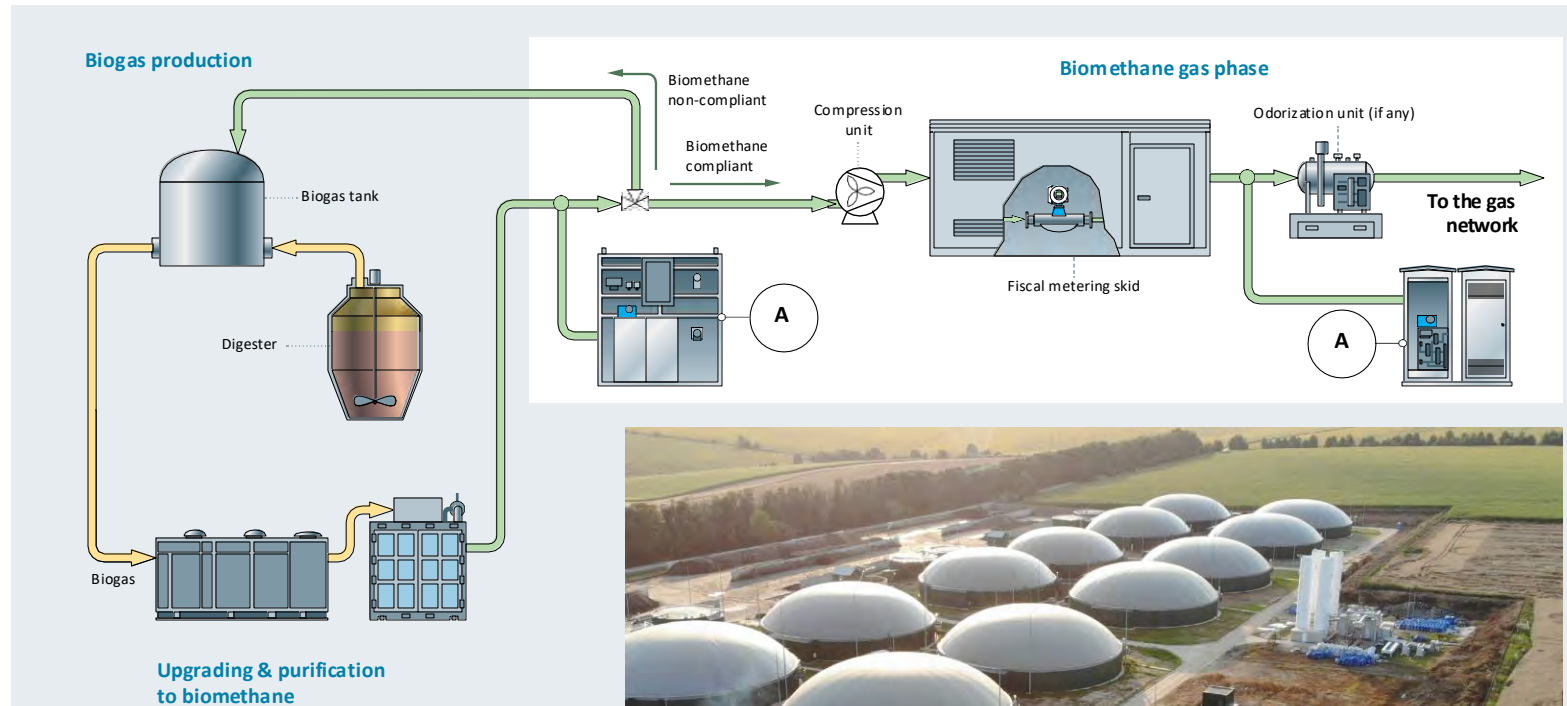 Biogas production
Biomethane
non-compliant
Biomethane
compliant
Compression
unit
Biomethane gas phase
Odorization unit (if any)
Biogas tank
To the gas
network
Fiscal metering skid
A
A
Digester
Biogas
Upgrading & purification
to biomethane